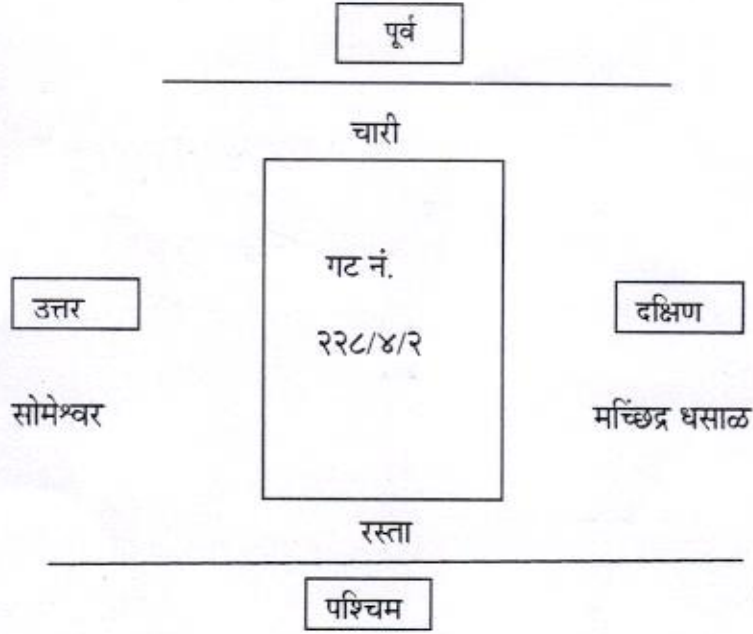 पूर्व
चारी
गट नं.
उत्तर
दक्षिण
२२८/४/२
सोमेश्वर
मच्छिंद्र धसाळ
रस्ता
पश्चिम